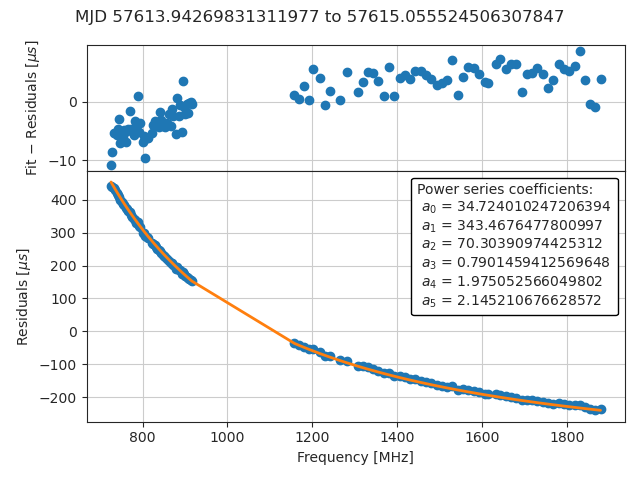 MJD 57613.94269831311977 to 57615.055524506307847
Fit − Residuals [μs]
0
−10
Residuals [μs]
400
300
200
100
0
−100
−200
Power series coefficients:
a0 = 34.724010247206394
a1 = 343.4676477800997
a2 = 70.30390974425312
a3 = 0.7901459412569648
a4 = 1.975052566049802
a5 = 2.145210676628572
800
1000
1200
1400
1600
1800
Frequency [MHz]